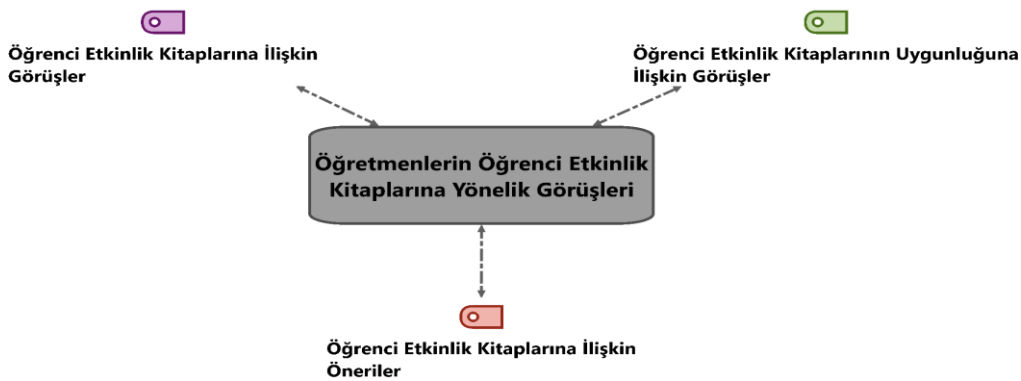 Öğrenci Etkinlik Kitaplarına İlişkin
Görüşler
Öğrenci Etkinlik Kitaplarının Uygunluğuna
İlişkin Görüşler
Öğretmenlerin Öğrenci Etkinlik
Kitaplarına Yönelik Görüşleri
Öğrenci Etkinlik Kitaplarına İlişkin
Öneriler